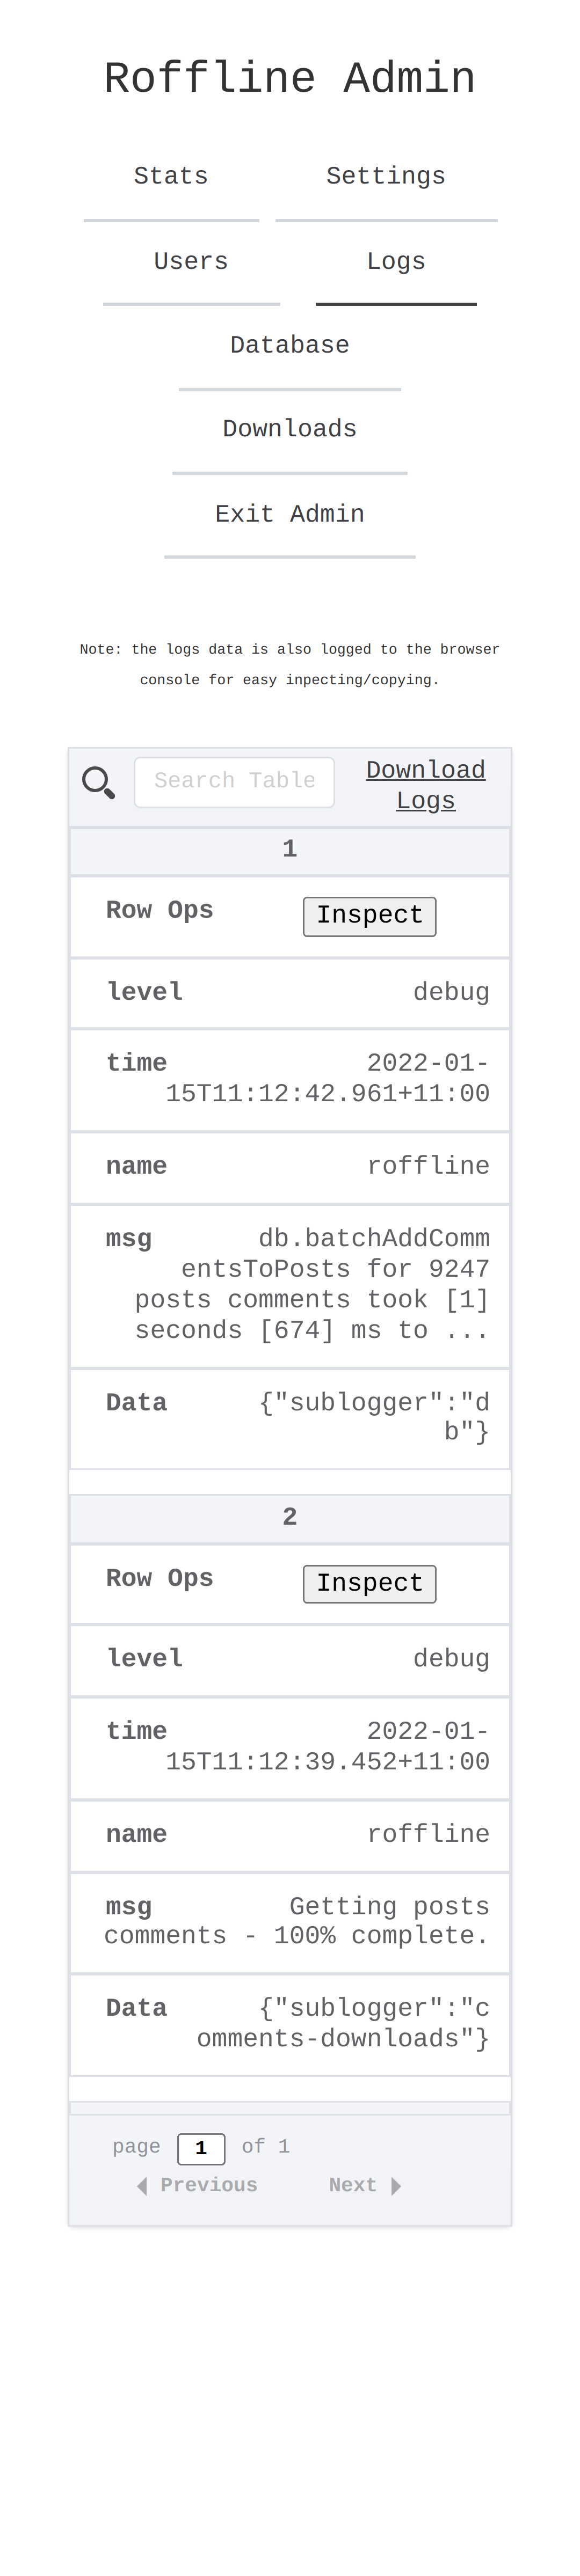 Roffline Admin
Stats Settings
Users Logs
Database
Downloads
Exit Admin
Note: the logs data is also logged to the browser
console for easy inpecting/copying.
Search Table Download
Logs
1
Row Ops Inspect
level debug
time 2022-01-
15T11:12:42.961+11:00
name roffline
msg db.batchAddComm
entsToPosts for 9247
posts comments took [1]
seconds [674] ms to ...
Data {"sublogger":"d
b"}
2
Row Ops Inspect
level debug
time 2022-01-
15T11:12:39.452+11:00
name roffline
msg Getting posts
comments - 100% complete.
Data {"sublogger":"c
omments-downloads"}
page 1 of 1
Previous Next